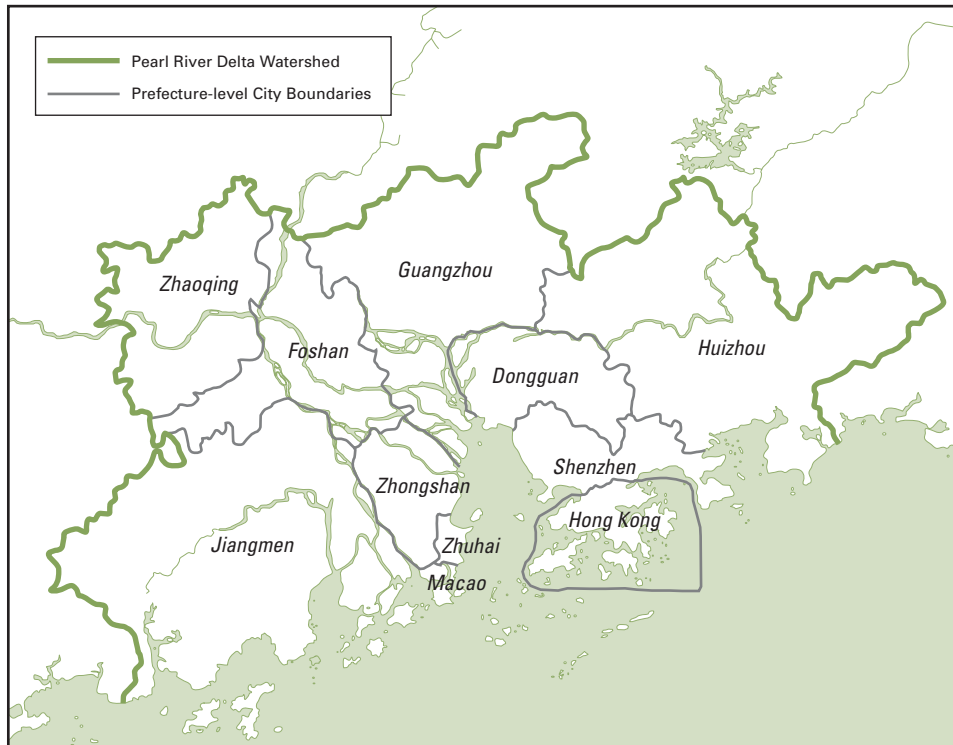 Pearl River Delta Watershed
Prefecture-level City Boundaries
Guangzhou
Zhaoqing
Huizhou
Foshan
Dongguan
Shenzhen
Zhongshan
Hong Kong
Jiangmen
Zhuhai
Macao